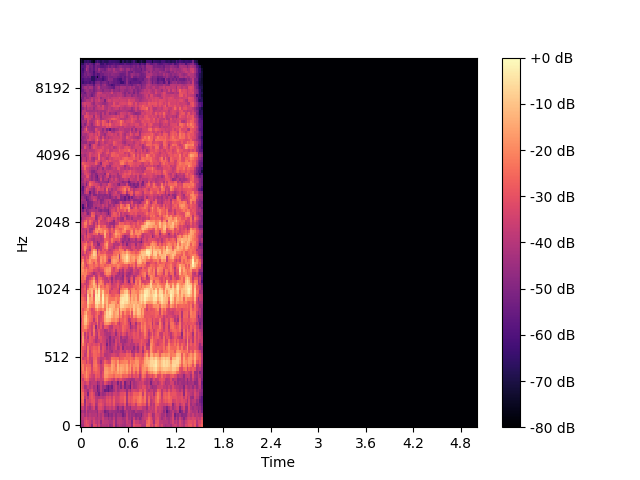 +0 dB
8192
-10 dB
4096
-20 dB
-30 dB
Hz
2048
-40 dB
1024
-50 dB
-60 dB
512
-70 dB
0
-80 dB
0 0.6 1.2 1.8 2.4 3 3.6 4.2 4.8
Time